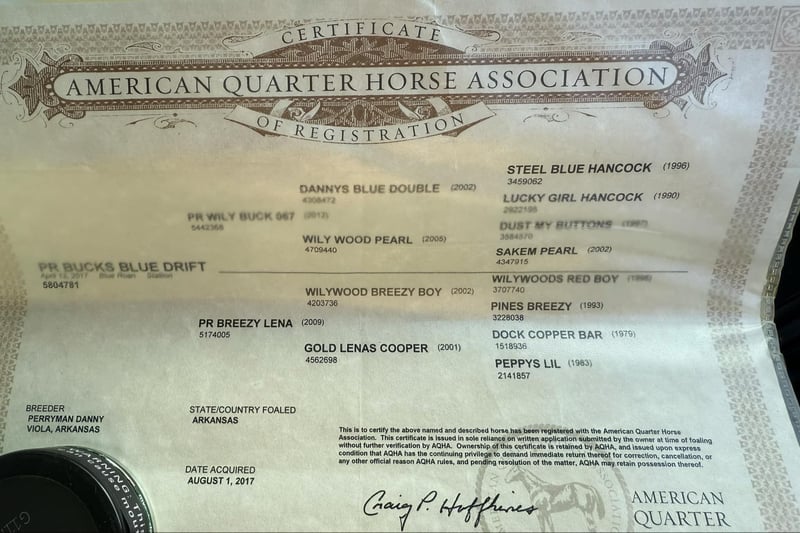 CERTIFICATE
AMERICAN QUARTER HORSE ASSOCIATION
OF REGISTRATION
STEEL BLUE HANCOCK (1996)
3459062
DANNYS BLUE DOUBLE (2002)
4308472
LUCKY GIRL HANCOCK (1990)
2922195
PR WILY BUCK 067 (2012)
5442368
DUST MY BUTTONS
WILY WOOD PEARL (2005)
4709440
SAKEM PEARL (2002)
4347915
PR BUCKS BLUE DRIFT
April 2017 Blue Roan Stallion
5804781
WILYWOODS RED BOY
3707740
WILYWOOD BREEZY BOY (2002)
4203736
PINES BREEZY (1993)
3228038
PR BREEZY LENA (2009)
5174005
DOCK COPPER BAR (1979)
1518936
GOLD LENAS COOPER (2001)
4562698
PEPPYS LIL (1983)
2141857
BREEDER
PERRYMAN DANNY
VIOLA, ARKANSAS
STATE/COUNTRY FOALED
ARKANSAS
DATE ACQUIRED
AUGUST 1, 2017
This is to certify the above named and described horse has been registered with the American Quarter Horse
Association. This certificate is issued in sole reliance on written application submitted by the owner at time of foaling
without further verification by AQHA. Ownership of this certificate is retained by AQHA, and issued upon express
condition that AQHA has the continuing privilege to demand immediate return thereof for correction, cancellation, or
any other official reason AQHA rules, and pending resolution of the matter, AQHA may retain possession thereof.
Craig P. Huffhines
AMERICAN
QUARTER
WARNING: This